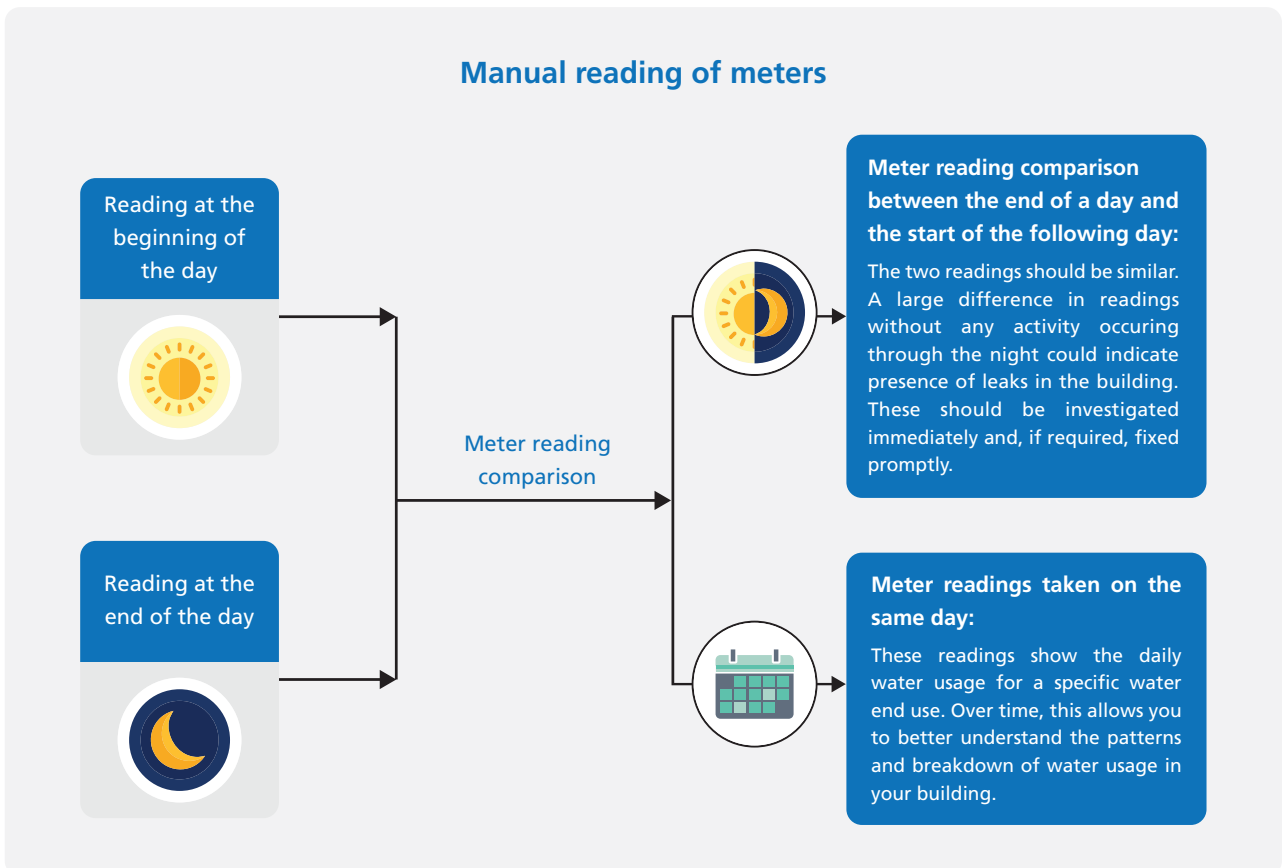 Manual reading of meters
Reading at the
beginning of
the day
Reading at the
end of the day
Meter reading
comparison
Meter reading comparison
between the end of a day and
the start of the following day:
The two readings should be similar.
A large difference in readings
without any activity occuring
through the night could indicate
presence of leaks in the building.
These should be investigated
immediately and, if required, fixed
promptly.
Meter readings taken on the
same day:
These readings show the daily
water usage for a specific water
end use. Over time, this allows you
to better understand the patterns
and breakdown of water usage in
your building.